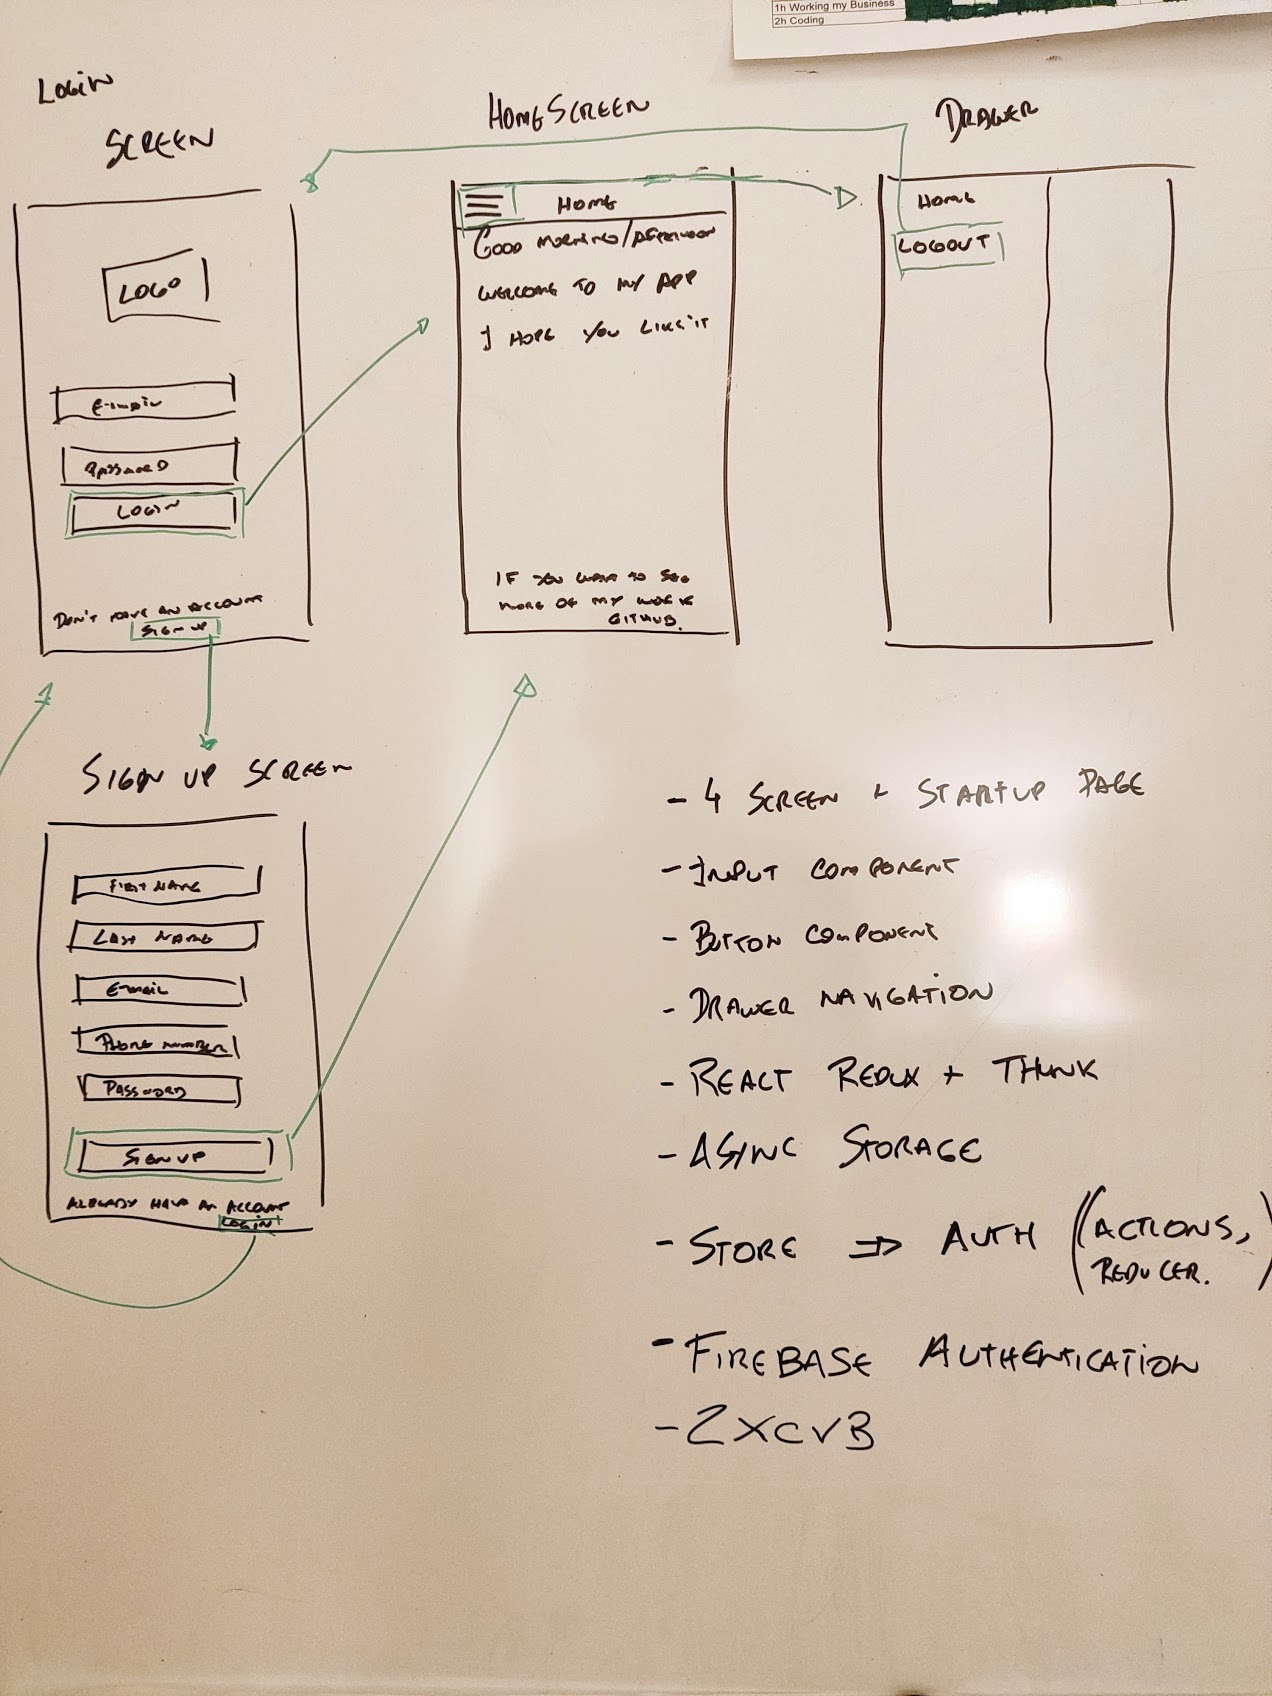 1h Working my Business
2h Coding
LOGIN
SCREEN
LOGO
E-mail
PASSWORD
LOGIN
DON'T HAVE AN ACCOUNT
SIGN UP
HOMESCREEN
HOME
GOOD MORNING/AFTERNOON
WELCOME TO MY APP
I HOPE YOU LIKE IT
IF YOU WANT TO SEE
MORE OF MY WORK
GITHUB.
DRAWER
HOME
LOGOUT
SIGN UP SCREEN
FIRST NAME
LAST NAME
E-mail
PHONE NUMBER
PASSWORD
SIGN UP
ALREADY HAVE AN ACCOUNT
LOGIN
- 4 SCREEN + STARTUP PAGE
- INPUT COMPONENT
- BUTTON COMPONENT
- DRAWER NAVIGATION
- REACT REDUX + THUNK
- ASYNC STORAGE
- STORE ⇒ AUTH (ACTIONS,
REDUCER.)
- FIREBASE AUTHENTICATION
- ZXCVB